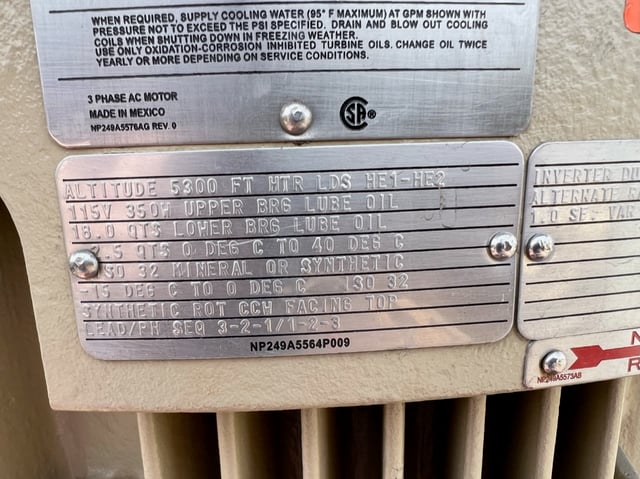 WHEN REQUIRED, SUPPLY COOLING WATER (95° F MAXIMUM) AT GPM SHOWN WITH
PRESSURE NOT TO EXCEED THE PSI SPECIFIED. DRAIN AND BLOW OUT COOLING
COILS WHEN SHUTTING DOWN IN FREEZING WEATHER.
USE ONLY OXIDATION-CORROSION INHIBITED TURBINE OILS. CHANGE OIL TWICE
YEARLY OR MORE DEPENDING ON SERVICE CONDITIONS.
3 PHASE AC MOTOR
MADE IN MEXICO
NP249A5576AG REV. 0
ALTITUDE 5300 FT MTR LDS HE1-HE2
115V 350W UPPER BRG LUBE OIL
18.0 QTS LOWER BRG LUBE OIL
.5 QTS 0 DEG C TO 40 DEG C
SO 32 MINERAL OR SYNTHETIC
-15 DEG C TO 0 DEG C ISO 32
SYNTHETIC ROT CCW FACING TOP
LEAD/PH SEQ 3-2-1/1-2-3
NP249A5564P009
INVERTER DU
ALTERNATE
1.0 SF. VAR
NP249A5573AB